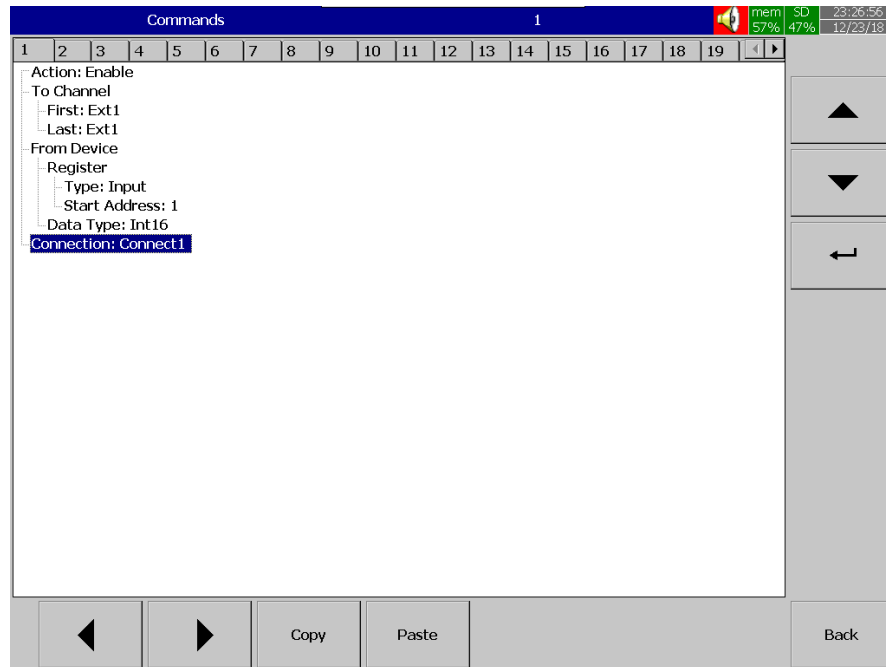 Commands 1 mem 57% SD 47% 23:26:56 12/23/18
1 2 3 4 5 6 7 8 9 10 11 12 13 14 15 16 17 18 19
Action: Enable
To Channel
First: Ext1
Last: Ext1
From Device
Register
Type: Input
Start Address: 1
Data Type: Int16
Connection: Connect1
Copy Paste Back